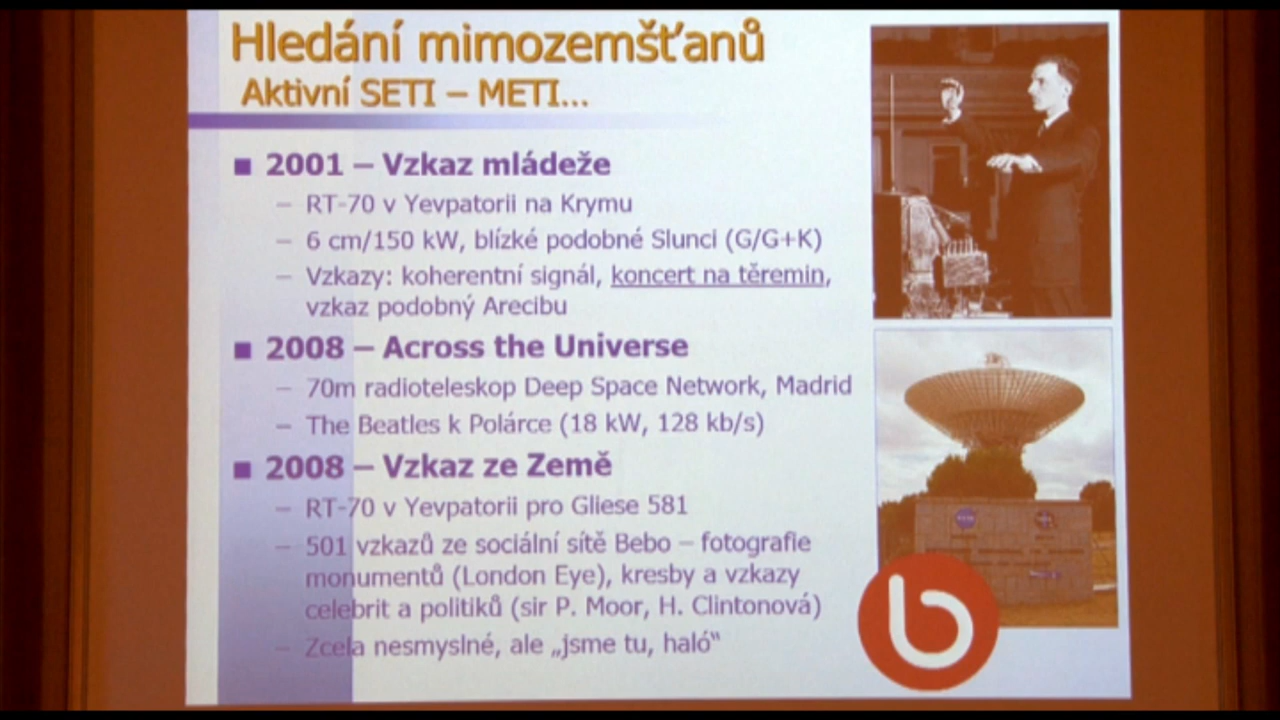 Hledání mimozemšťanů
Aktivní SETI – METI...
■ 2001 – Vzkaz mládeže
– RT-70 v Yevpatorii na Krymu
– 6 cm/150 kW, blízké podobné Slunci (G/G+K)
– Vzkazy: koherentní signál, koncert na těremin,
vzkaz podobný Arecibu
■ 2008 – Across the Universe
– 70m radioteleskop Deep Space Network, Madrid
– The Beatles k Polárce (18 kW, 128 kb/s)
■ 2008 – Vzkaz ze Země
– RT-70 v Yevpatorii pro Gliese 581
– 501 vzkazů ze sociální sítě Bebo – fotografie
monumentů (London Eye), kresby a vzkazy
celebrit a politiků (sir P. Moor, H. Clintonová)
– Zcela nesmyslné, ale „jsme tu, haló“
b